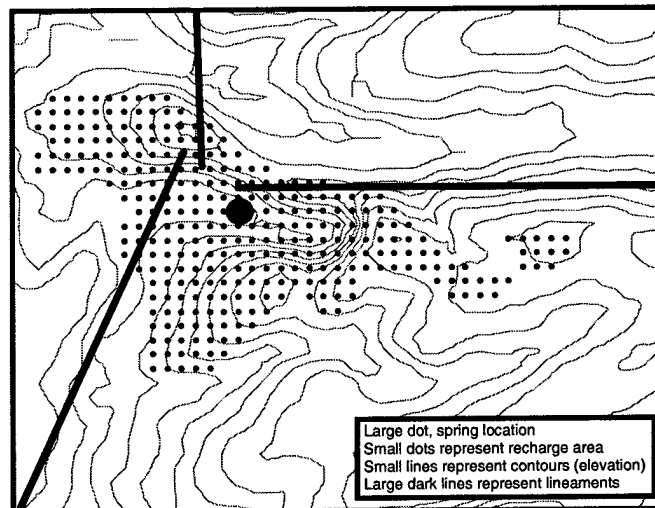 Large dot, spring location
Small dots represent recharge area
Small lines represent contours (elevation)
Large dark lines represent lineaments